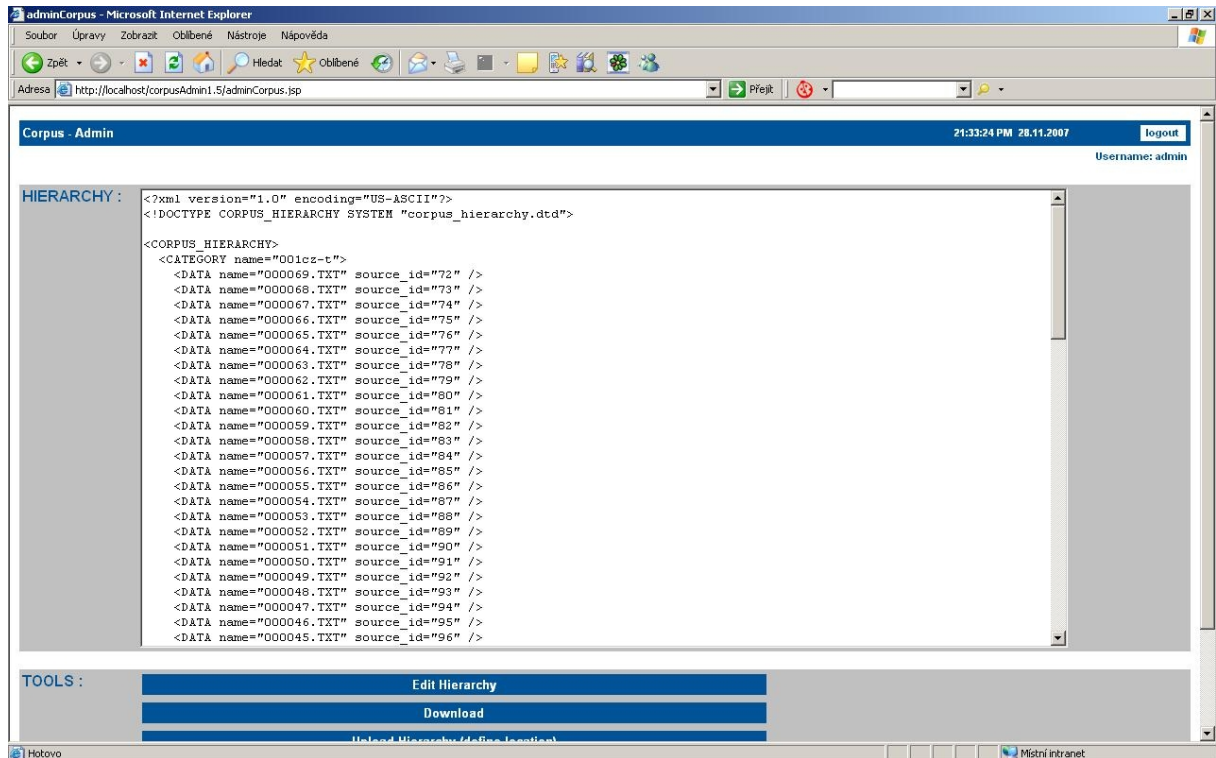 adminCorpus - Microsoft Internet Explorer
Soubor Úpravy Zobrazit Oblíbené Nástroje Nápověda
Zpět Hledat Oblíbené
Adresa http://localhost/corpusAdmin1.5/adminCorpus.jsp Přejít
Corpus - Admin 21:33:24 PM 28.11.2007 logout
Username: admin
HIERARCHY :
<?xml version="1.0" encoding="US-ASCII"?>
<!DOCTYPE CORPUS_HIERARCHY SYSTEM "corpus_hierarchy.dtd">
<CORPUS_HIERARCHY>
<CATEGORY name="001cz-t">
<DATA name="000069.TXT" source_id="72" />
<DATA name="000068.TXT" source_id="73" />
<DATA name="000067.TXT" source_id="74" />
<DATA name="000066.TXT" source_id="75" />
<DATA name="000065.TXT" source_id="76" />
<DATA name="000064.TXT" source_id="77" />
<DATA name="000063.TXT" source_id="78" />
<DATA name="000062.TXT" source_id="79" />
<DATA name="000061.TXT" source_id="80" />
<DATA name="000060.TXT" source_id="81" />
<DATA name="000059.TXT" source_id="82" />
<DATA name="000058.TXT" source_id="83" />
<DATA name="000057.TXT" source_id="84" />
<DATA name="000056.TXT" source_id="85" />
<DATA name="000055.TXT" source_id="86" />
<DATA name="000054.TXT" source_id="87" />
<DATA name="000053.TXT" source_id="88" />
<DATA name="000052.TXT" source_id="89" />
<DATA name="000051.TXT" source_id="90" />
<DATA name="000050.TXT" source_id="91" />
<DATA name="000049.TXT" source_id="92" />
<DATA name="000048.TXT" source_id="93" />
<DATA name="000047.TXT" source_id="94" />
<DATA name="000046.TXT" source_id="95" />
<DATA name="000045.TXT" source_id="96" />
TOOLS :
Edit Hierarchy
Download
Upload Hierarchy (define location)
Hotovo Místní intranet